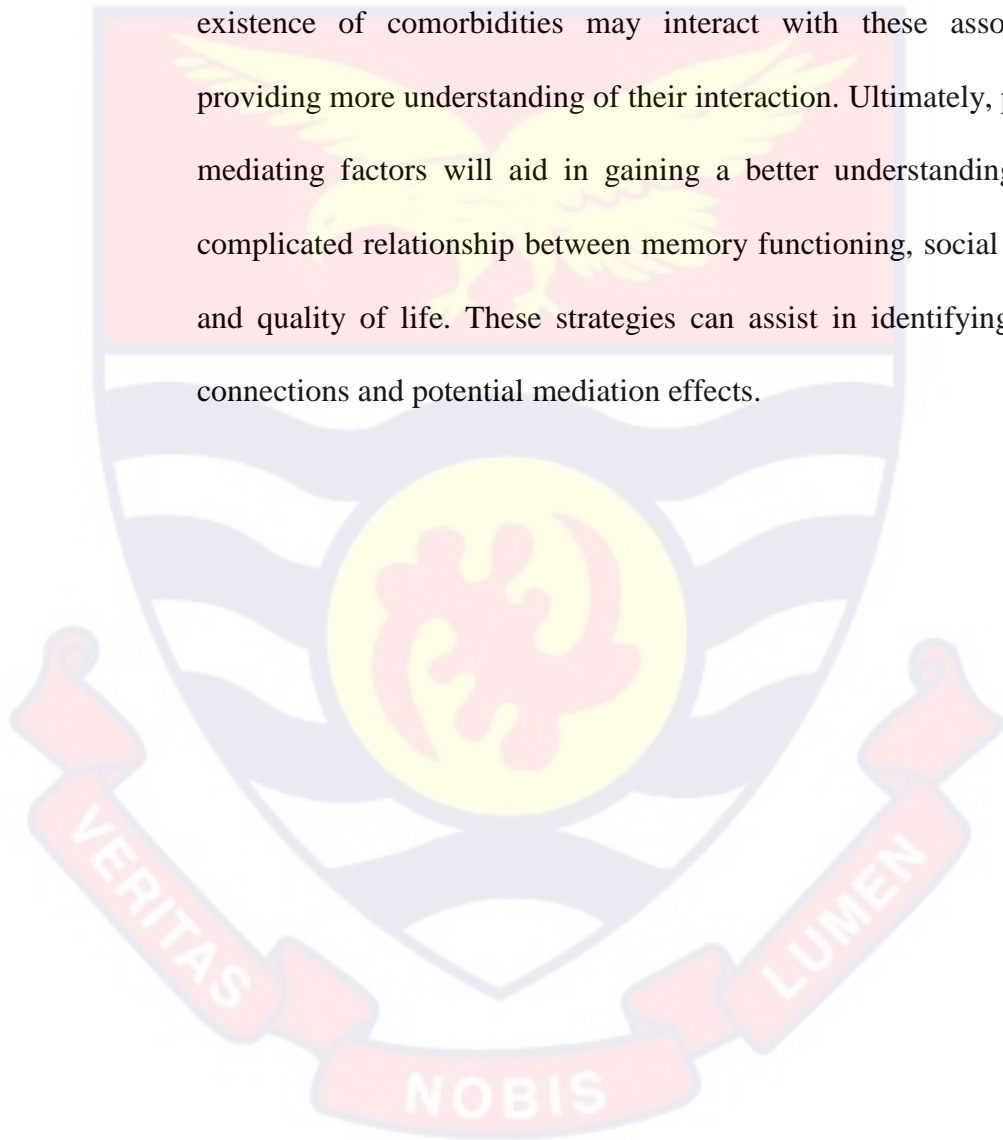 existence of comorbidities may interact with these asso
providing more understanding of their interaction. Ultimately, p
mediating factors will aid in gaining a better understanding
complicated relationship between memory functioning, social
and quality of life. These strategies can assist in identifying
connections and potential mediation effects.
VERITAS
NOBIS
LUMEN